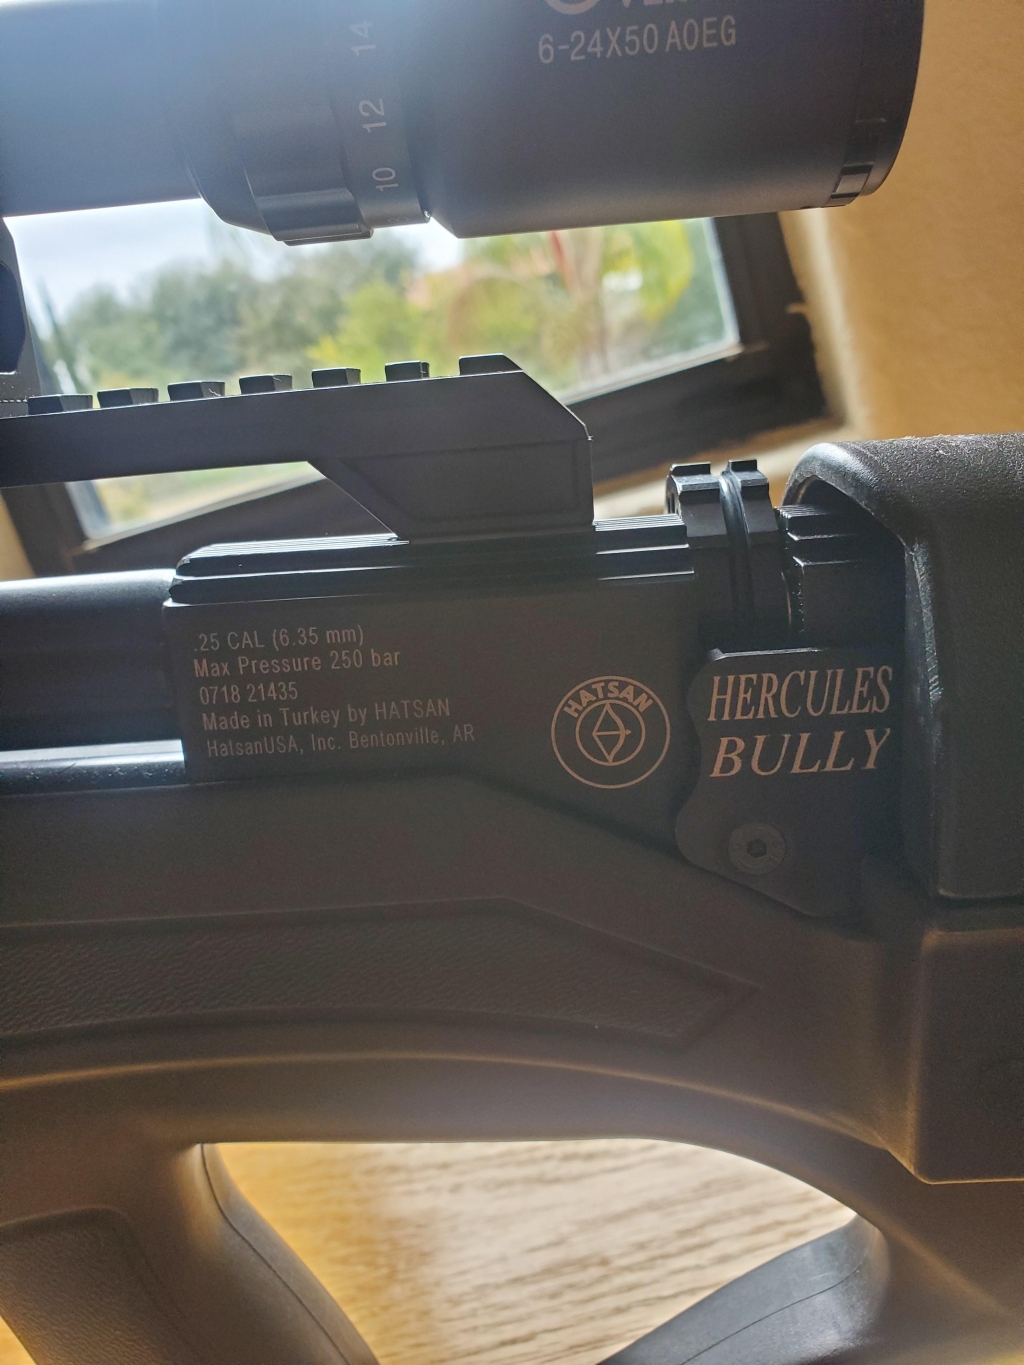 6-24X50 AOEG
14
12
10
.25 CAL (6.35 mm)
Max Pressure 250 bar
0718 21435
Made in Turkey by HATSAN
HatsanUSA, Inc. Bentonville, AR
HATSAN
HERCULES
BULLY